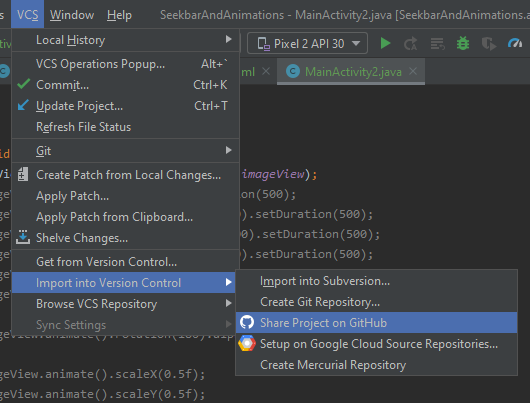 VCS Window Help SeekbarAndAnimations - MainActivity2.java [SeekbarAndAnimations.a
Local History
Pixel 2 API 30
VCS Operations Popup... Alt+`
ml MainActivity2.java
Commit... Ctrl+K
Update Project... Ctrl+T
Refresh File Status
Git
Create Patch from Local Changes... imageView);
Apply Patch... on(500);
Apply Patch from Clipboard... ).setDuration(500);
Shelve Changes... ).setDuration(500);
Get from Version Control... ).setDuration(500);
Import into Version Control
Import into Subversion...
Browse VCS Repository
Create Git Repository...
Sync Settings
Share Project on GitHub
Setup on Google Cloud Source Repositories...
Create Mercurial Repository
geView.animate().scaleX(0.5f);
geView.animate().scaleY(0.5f);